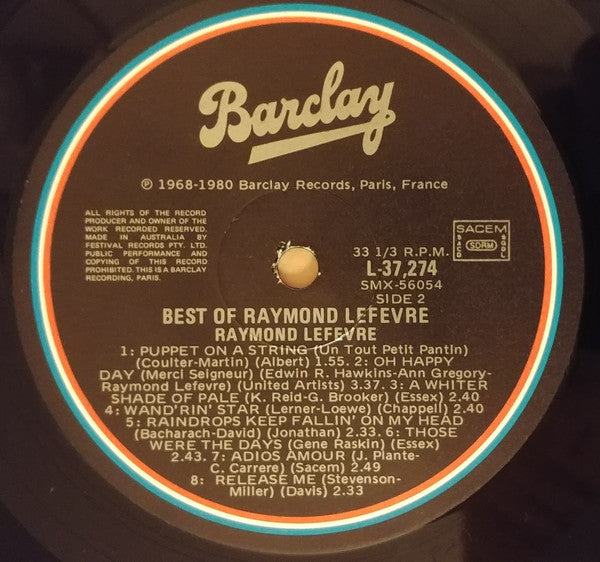 Barclay
℗ 1968-1980 Barclay Records, Paris, France
ALL RIGHTS OF THE RECORD
PRODUCER AND OWNER OF THE
WORK RECORDED RESERVED.
MADE IN AUSTRALIA BY
FESTIVAL RECORDS PTY. LTD.
PUBLIC PERFORMANCE AND
COPYING OF THIS RECORD
PROHIBITED. THIS IS A BARCLAY
RECORDING, PARIS.
33 1/3 R.P.M.
L-37,274
SMX-56054
SIDE 2
SACEM
SACD
SDRM
SGDL
BEST OF RAYMOND LEFEVRE
RAYMOND LEFEVRE
1: PUPPET ON A STRING (Un Tout Petit Pantin)
(Coulter-Martin) (Albert) 1.55. 2: OH HAPPY
DAY (Merci Seigneur) (Edwin R. Hawkins-Ann Gregory-
Raymond Lefevre) (United Artists) 3.37. 3: A WHITER
SHADE OF PALE (K. Reid-G. Brooker) (Essex) 2.40
4: WAND'RIN' STAR (Lerner-Loewe) (Chappell) 2.40
5: RAINDROPS KEEP FALLIN' ON MY HEAD
(Bacharach-David) (Jonathan) 2.33. 6: THOSE
WERE THE DAYS (Gene Raskin) (Essex)
2.43. 7: ADIOS AMOUR (J. Plante-
C. Carrere) (Sacem) 2.49
8: RELEASE ME (Stevenson-
Miller) (Davis) 2.33